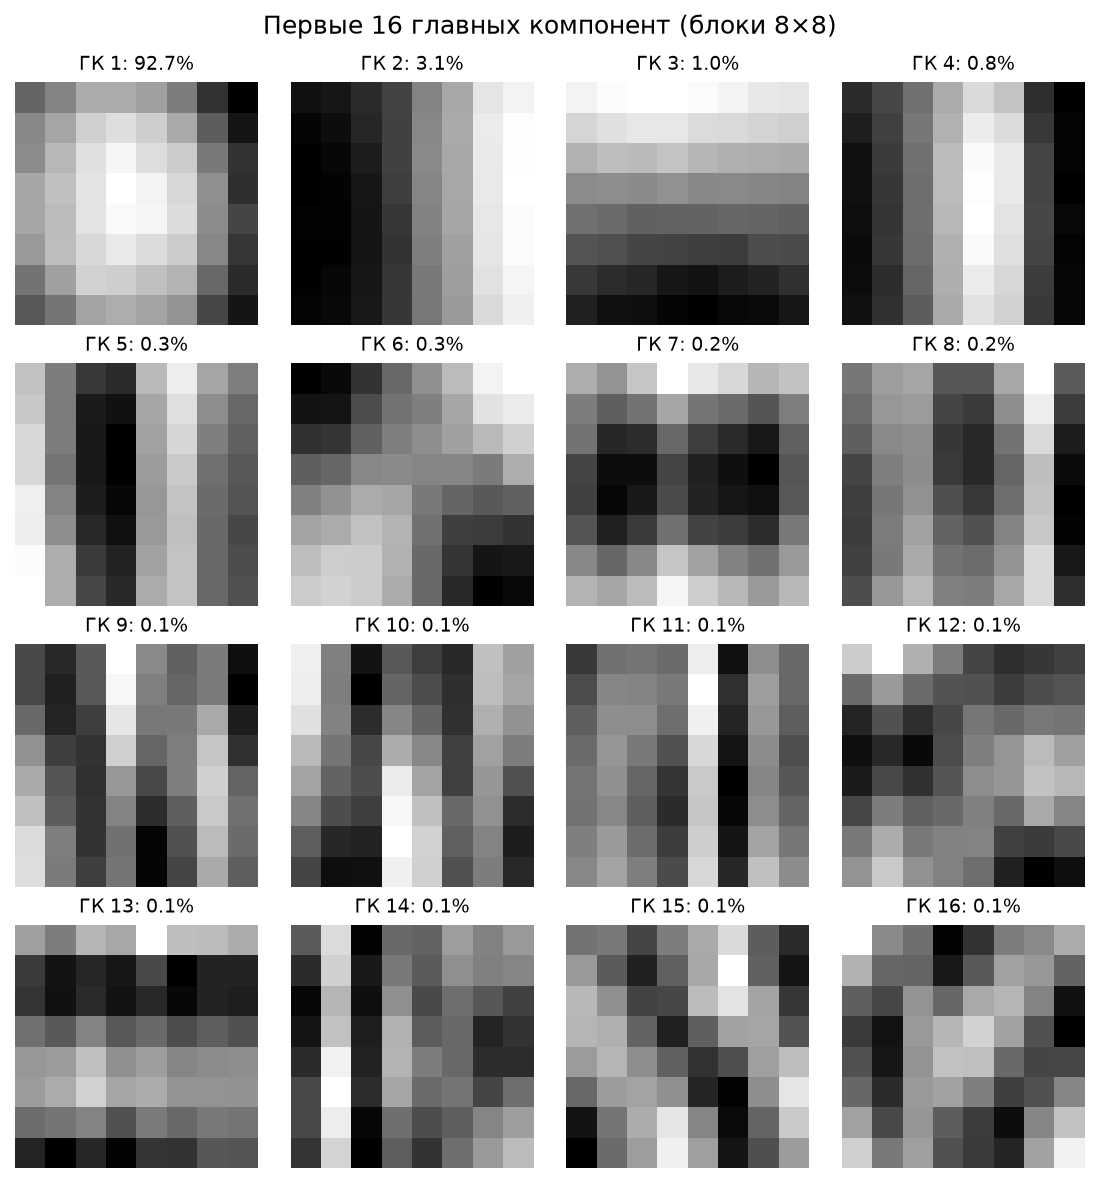 Первые 16 главных компонент (блоки 8×8)
ГК 1: 92.7%
ГК 2: 3.1%
ГК 3: 1.0%
ГК 4: 0.8%
ГК 5: 0.3%
ГК 6: 0.3%
ГК 7: 0.2%
ГК 8: 0.2%
ГК 9: 0.1%
ГК 10: 0.1%
ГК 11: 0.1%
ГК 12: 0.1%
ГК 13: 0.1%
ГК 14: 0.1%
ГК 15: 0.1%
ГК 16: 0.1%